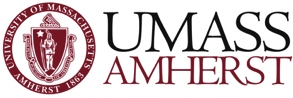 UNIVERSITY OF MASSACHUSETTS
AMHERST 1863
UMASS
AMHERST